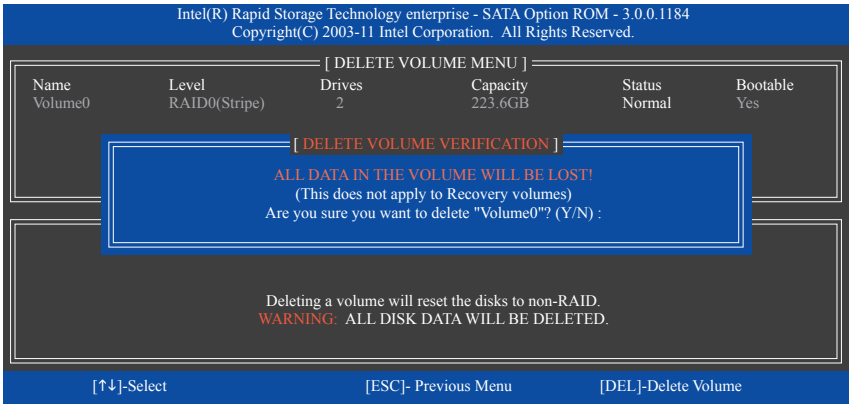 Intel(R) Rapid Storage Technology enterprise - SATA Option ROM - 3.0.0.1184
Copyright(C) 2003-11 Intel Corporation.  All Rights Reserved.
[ DELETE VOLUME MENU ]
Name Level Drives Capacity Status Bootable
Volume0 RAID0(Stripe) 2 223.6GB Normal Yes
[ DELETE VOLUME VERIFICATION ]
ALL DATA IN THE VOLUME WILL BE LOST!
(This does not apply to Recovery volumes)
Are you sure you want to delete "Volume0"? (Y/N) :
Deleting a volume will reset the disks to non-RAID.
WARNING:  ALL DISK DATA WILL BE DELETED.
[↑↓]-Select [ESC]- Previous Menu [DEL]-Delete Volume